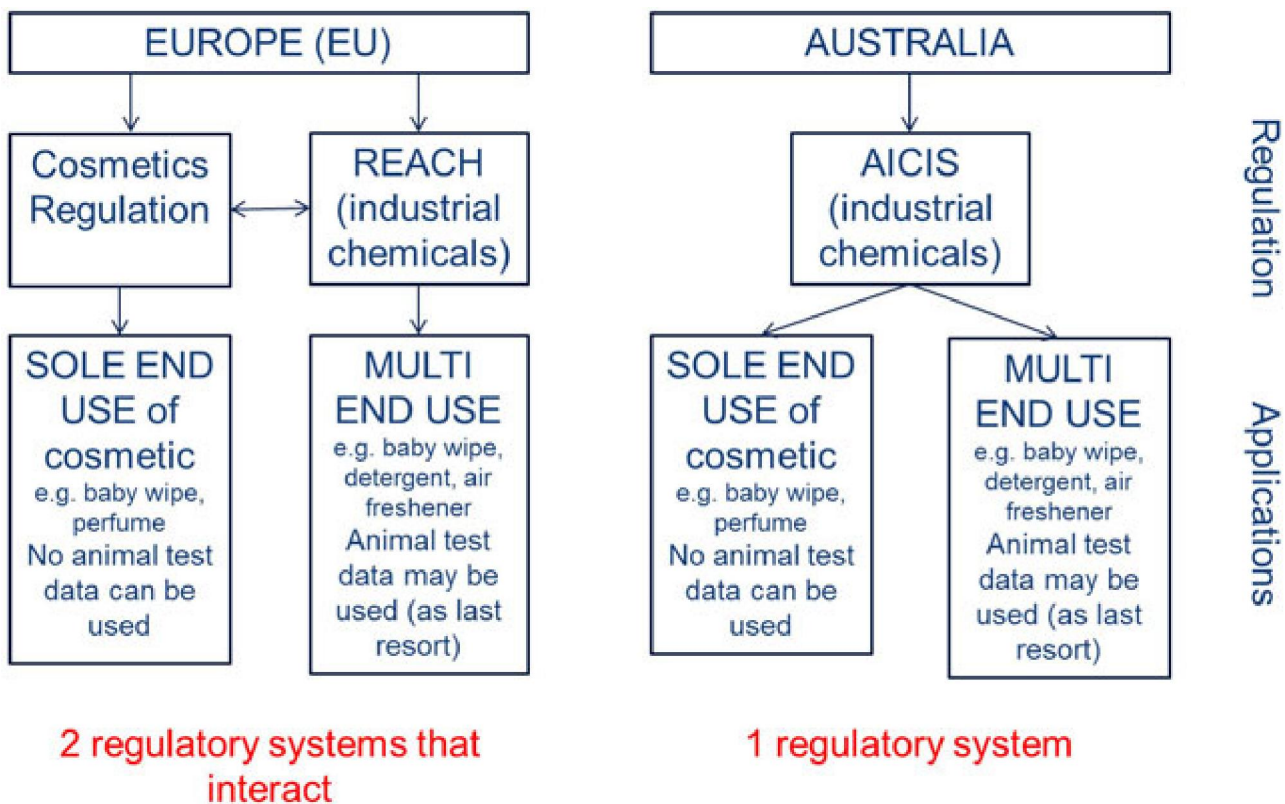 EUROPE (EU)
Cosmetics
Regulation
REACH
(industrial
chemicals)
SOLE END
USE of
cosmetic
e.g. baby wipe,
perfume
No animal test
data can be
used
MULTI
END USE
e.g. baby wipe,
detergent, air
freshener
Animal test
data may be
used (as last
resort)
2 regulatory systems that
interact
AUSTRALIA
AICIS
(industrial
chemicals)
SOLE END
USE of
cosmetic
e.g. baby wipe,
perfume
No animal test
data can be
used
MULTI
END USE
e.g. baby wipe,
detergent, air
freshener
Animal test
data may be
used (as last
resort)
1 regulatory system
Regulation
Applications